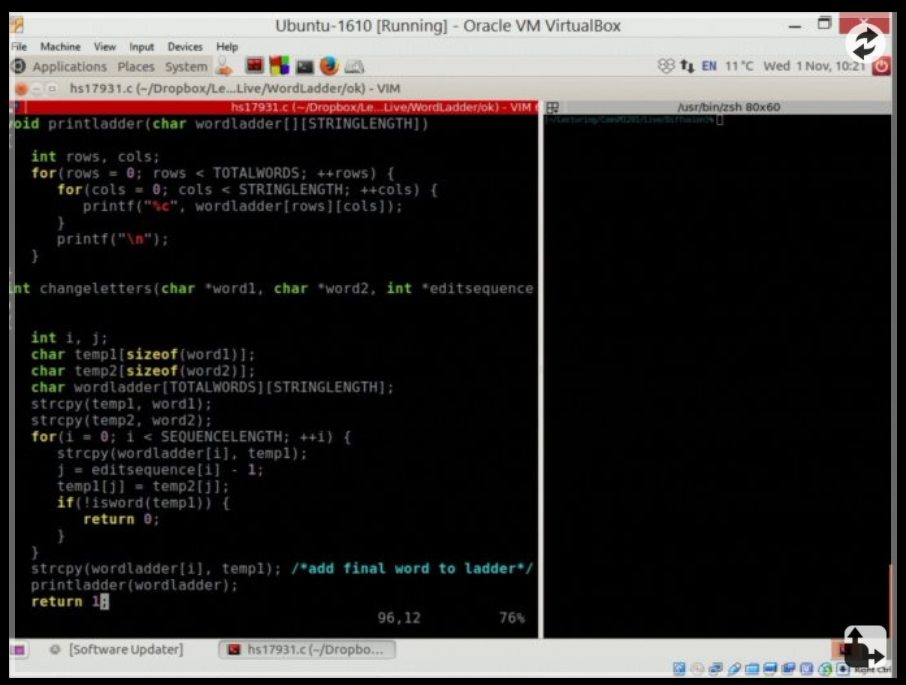 Ubuntu-1610 [Running] - Oracle VM VirtualBox
File Machine View Input Devices Help
Applications Places System EN 11°C Wed 1 Nov, 10:21
hs17931.c (~/Dropbox/Le...Live/WordLadder/ok) - VIM
hs17931.c (~/Dropbox/Le...Live/WordLadder/ok) - VIM
/usr/bin/zsh 80x60
void printladder(char wordladder[][STRINGLENGTH])
int rows, cols;
for(rows = 0; rows < TOTALWORDS; ++rows) {
for(cols = 0; cols < STRINGLENGTH; ++cols) {
printf("%c", wordladder[rows][cols]);
}
printf("\n");
}
int changeletters(char *word1, char *word2, int *editsequence
int i, j;
char temp1[sizeof(word1)];
char temp2[sizeof(word2)];
char wordladder[TOTALWORDS][STRINGLENGTH];
strcpy(temp1, word1);
strcpy(temp2, word2);
for(i = 0; i < SEQUENCELENGTH; ++i) {
strcpy(wordladder[i], temp1);
j = editsequence[i] - 1;
temp1[j] = temp2[j];
if(!isword(temp1)) {
return 0;
}
}
strcpy(wordladder[i], temp1); /*add final word to ladder*/
printladder(wordladder);
return 1;
96,12 76%
[Software Updater] hs17931.c (~/Dropbo...
Right Ctrl